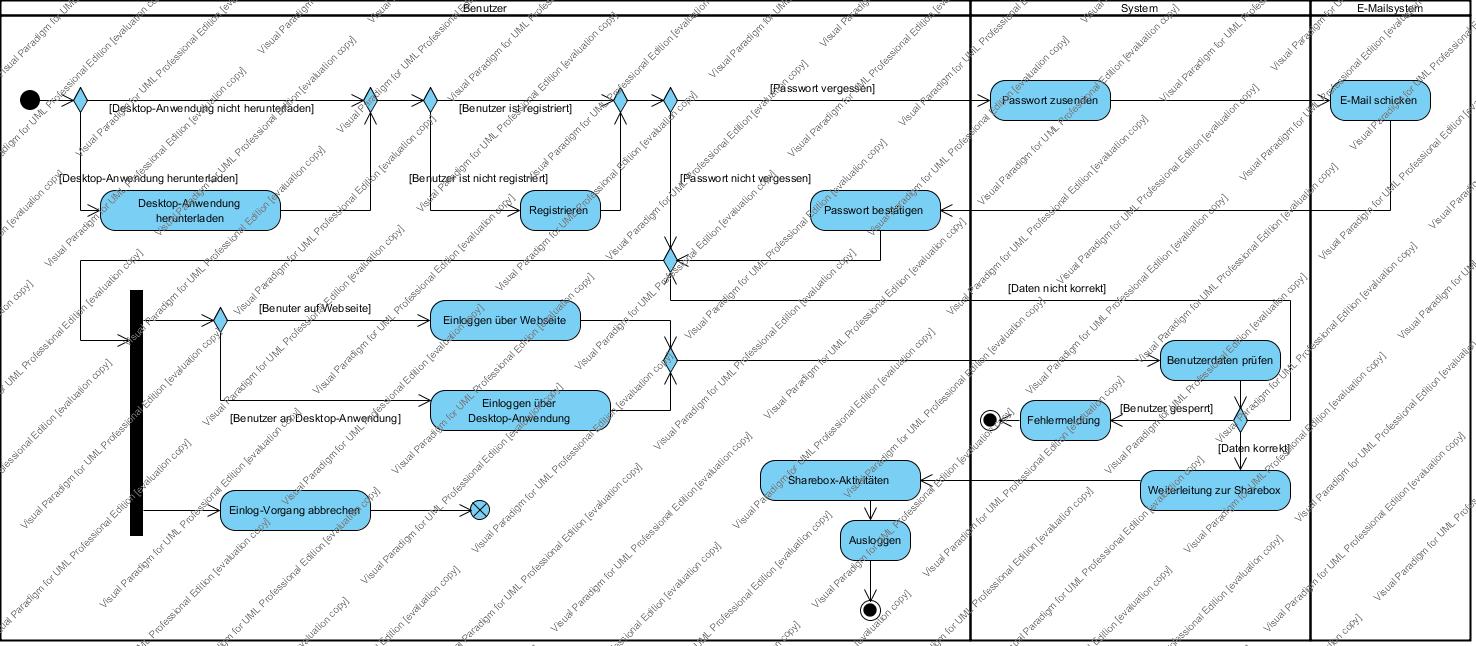 Benutzer
System
E-Mailsystem
[Passwort vergessen]
[Desktop-Anwendung nicht herunterladen]
[Benutzer ist registriert]
Passwort zusenden
E-Mail schicken
[Desktop-Anwendung herunterladen]
[Benutzer ist nicht registriert]
[Passwort nicht vergessen]
Desktop-Anwendung
herunterladen
Registrieren
Passwort bestätigen
[Daten nicht korrekt]
[Benuter auf Webseite]
Einloggen über Webseite
Benutzerdaten prüfen
Einloggen über
Desktop-Anwendung
[Benutzer an Desktop-Anwendung]
[Benutzer gesperrt]
Fehlermeldung
[Daten korrekt]
Sharebox-Aktivitäten
Weiterleitung zur Sharebox
Einlog-Vorgang abbrechen
Ausloggen
Visual Paradigm for UML Professional Edition [evaluation copy]